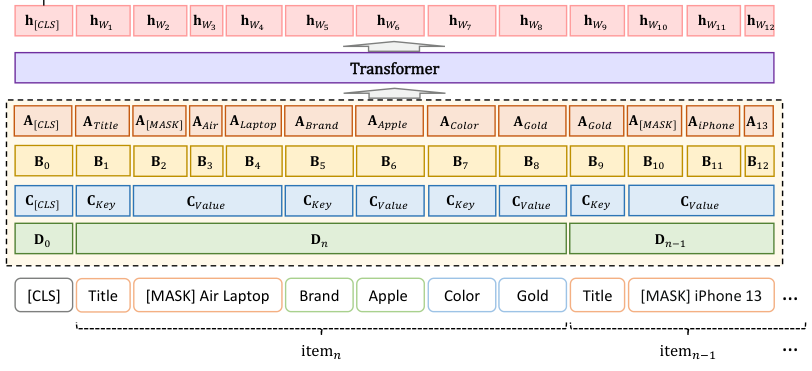 h[CLS] hW1 hW2 hW3 hW4 hW5 hW6 hW7 hW8 hW9 hW10 hW11 hW12
Transformer
A[CLS] ATitle A[MASK] AAir ALaptop ABrand AApple AColor AGold AGold A[MASK] AiPhone A13
B0 B1 B2 B3 B4 B5 B6 B7 B8 B9 B10 B11 B12
C[CLS] CKey CValue CKey CValue CKey CValue CKey CValue
D0 Dn Dn−1
[CLS] Title [MASK] Air Laptop Brand Apple Color Gold Title [MASK] iPhone 13 ...
itemn itemn−1 ...